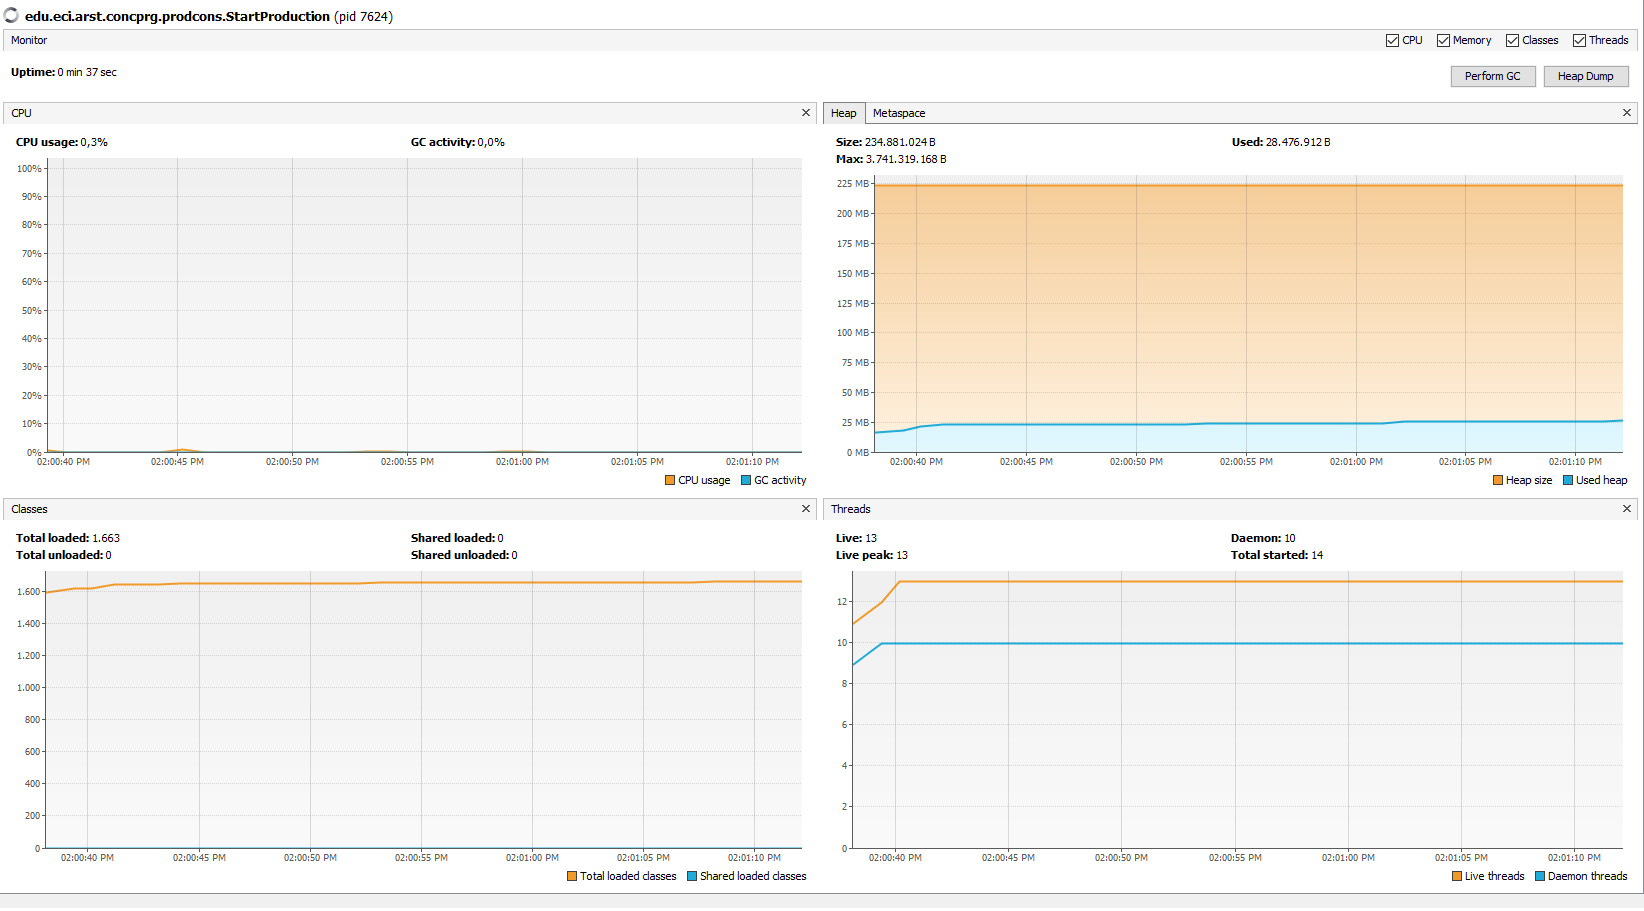 edu.eci.arst.concprg.prodcons.StartProduction (pid 7624)
Monitor
CPU Memory Classes Threads
Uptime: 0 min 37 sec
Perform GC Heap Dump
CPU
CPU usage: 0,3% GC activity: 0,0%
100%
90%
80%
70%
60%
50%
40%
30%
20%
10%
0%
02:00:40 PM 02:00:45 PM 02:00:50 PM 02:00:55 PM 02:01:00 PM 02:01:05 PM 02:01:10 PM
CPU usage GC activity
Heap Metaspace
Size: 234.881.024 B Used: 28.476.912 B
Max: 3.741.319.168 B
225 MB
200 MB
175 MB
150 MB
125 MB
100 MB
75 MB
50 MB
25 MB
0 MB
02:00:40 PM 02:00:45 PM 02:00:50 PM 02:00:55 PM 02:01:00 PM 02:01:05 PM 02:01:10 PM
Heap size Used heap
Classes
Total loaded: 1.663 Shared loaded: 0
Total unloaded: 0 Shared unloaded: 0
1.600
1.400
1.200
1.000
800
600
400
200
0
02:00:40 PM 02:00:45 PM 02:00:50 PM 02:00:55 PM 02:01:00 PM 02:01:05 PM 02:01:10 PM
Total loaded classes Shared loaded classes
Threads
Live: 13 Daemon: 10
Live peak: 13 Total started: 14
12
10
8
6
4
2
0
02:00:40 PM 02:00:45 PM 02:00:50 PM 02:00:55 PM 02:01:00 PM 02:01:05 PM 02:01:10 PM
Live threads Daemon threads